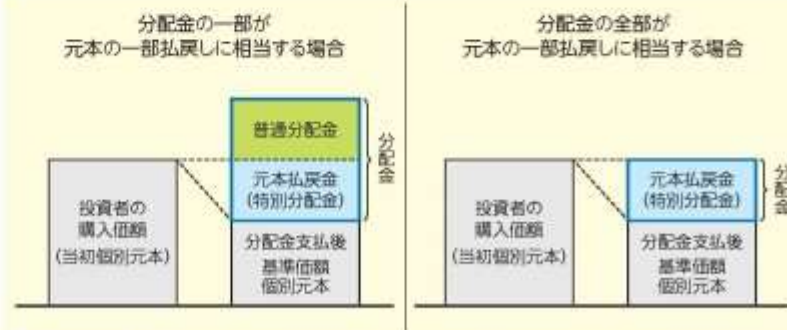 分配金の一部が
元本の一部払戻しに相当する場合
普通分配金
元本払戻金
(特別分配金)
分配金
投資者の
購入価額
(当初個別元本)
分配金支払後
基準価額
個別元本
分配金の全部が
元本の一部払戻しに相当する場合
元本払戻金
(特別分配金)
分配金
投資者の
購入価額
(当初個別元本)
分配金支払後
基準価額
個別元本